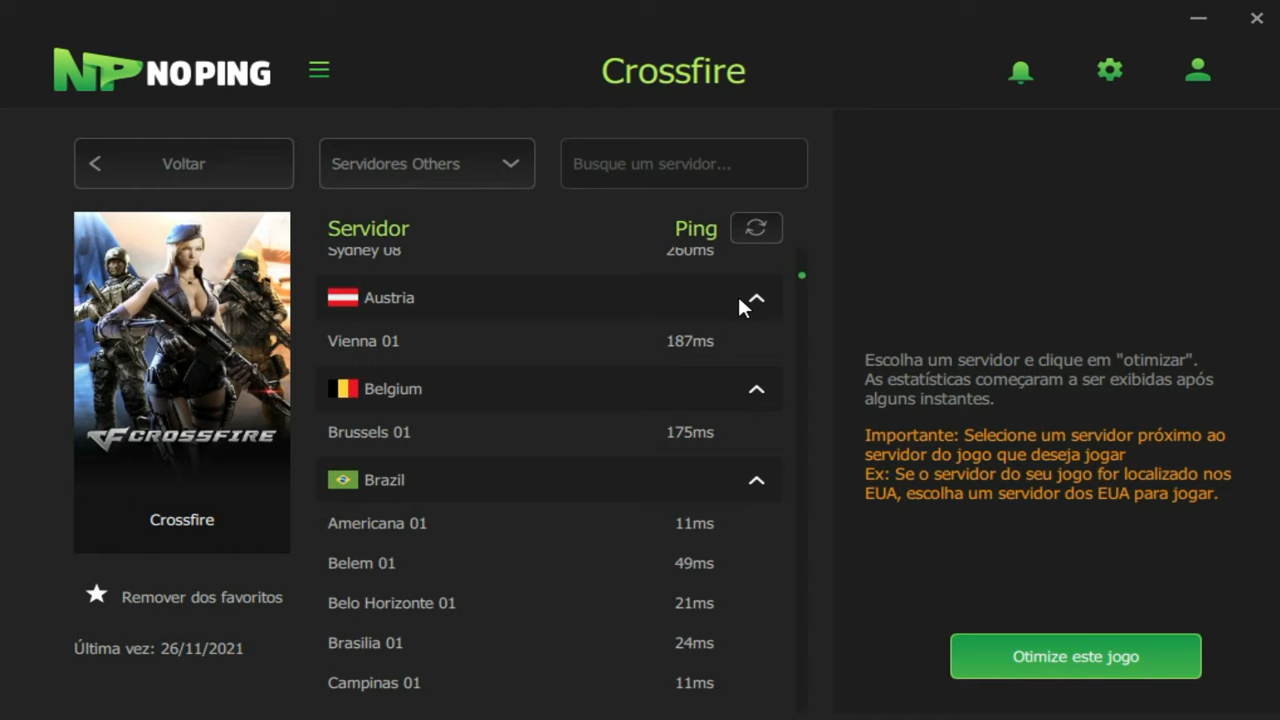 NP NOPING
Crossfire
Voltar
Servidores Others
Busque um servidor...
Servidor Ping
Sydney 08 260ms
Austria
Vienna 01 187ms
Belgium
Brussels 01 175ms
Brazil
Americana 01 11ms
Belem 01 49ms
Belo Horizonte 01 21ms
Brasilia 01 24ms
Campinas 01 11ms
CF CROSSFIRE
Crossfire
Remover dos favoritos
Última vez: 26/11/2021
Escolha um servidor e clique em "otimizar".
As estatísticas começaram a ser exibidas após
alguns instantes.
Importante: Selecione um servidor próximo ao
servidor do jogo que deseja jogar
Ex: Se o servidor do seu jogo for localizado nos
EUA, escolha um servidor dos EUA para jogar.
Otimize este jogo